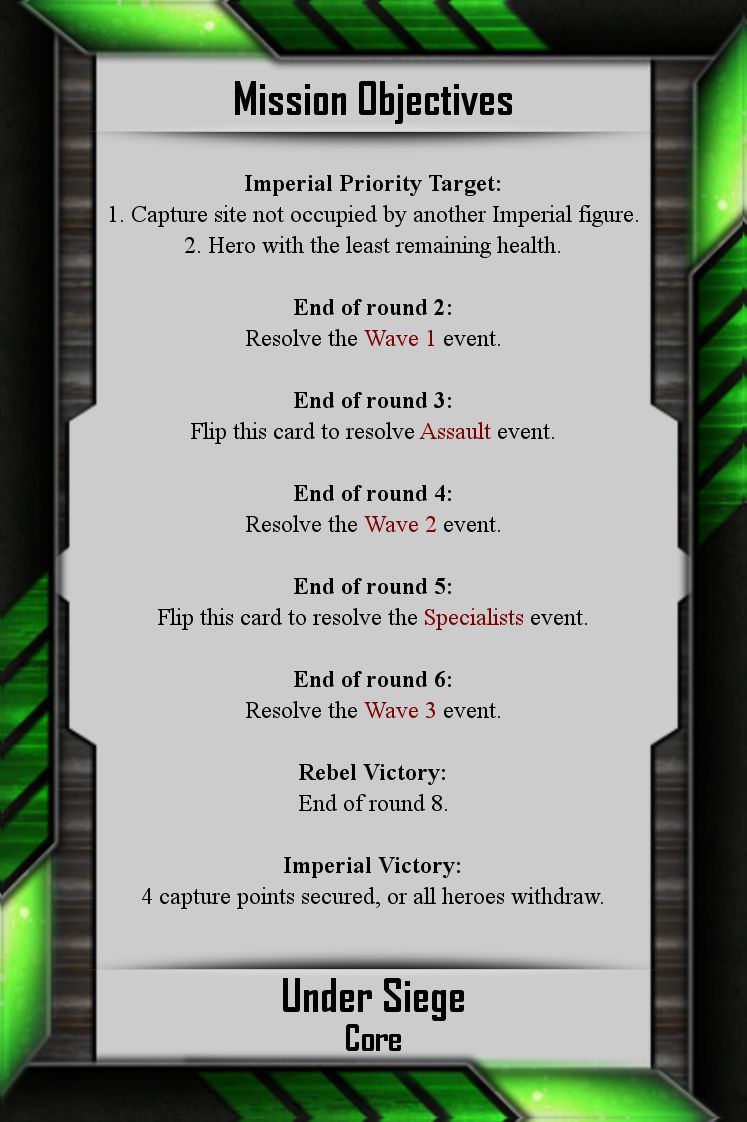 Mission Objectives
Imperial Priority Target:
1. Capture site not occupied by another Imperial figure.
2. Hero with the least remaining health.
End of round 2:
Resolve the Wave 1 event.
End of round 3:
Flip this card to resolve Assault event.
End of round 4:
Resolve the Wave 2 event.
End of round 5:
Flip this card to resolve the Specialists event.
End of round 6:
Resolve the Wave 3 event.
Rebel Victory:
End of round 8.
Imperial Victory:
4 capture points secured, or all heroes withdraw.
Under Siege
Core